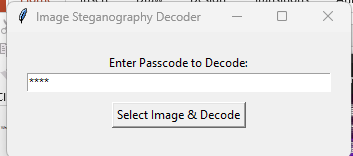 Image Steganography Decoder
Enter Passcode to Decode:
****
Select Image & Decode